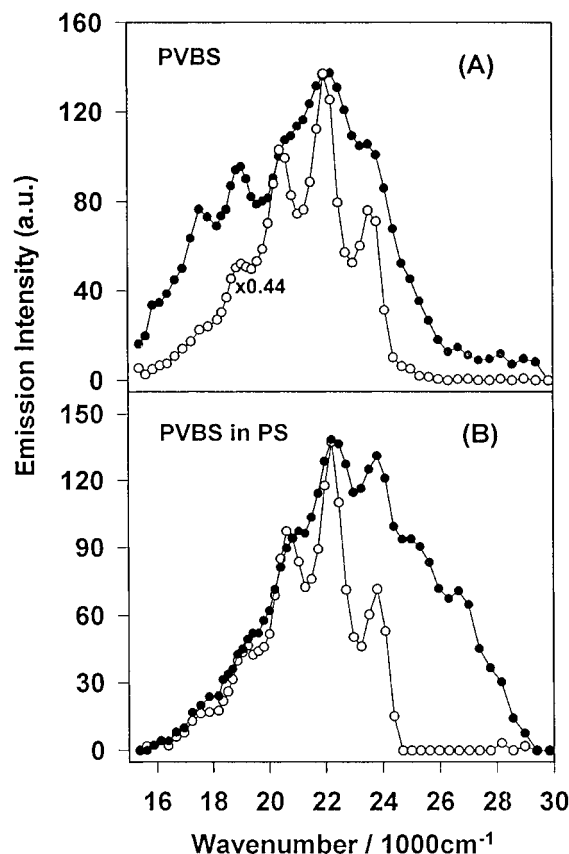 160
PVBS
(A)
120
80
x0.44
40
0
Emission Intensity (a.u.)
150
PVBS in PS
(B)
120
90
60
30
0
16 18 20 22 24 26 28 30
Wavenumber / 1000cm⁻¹